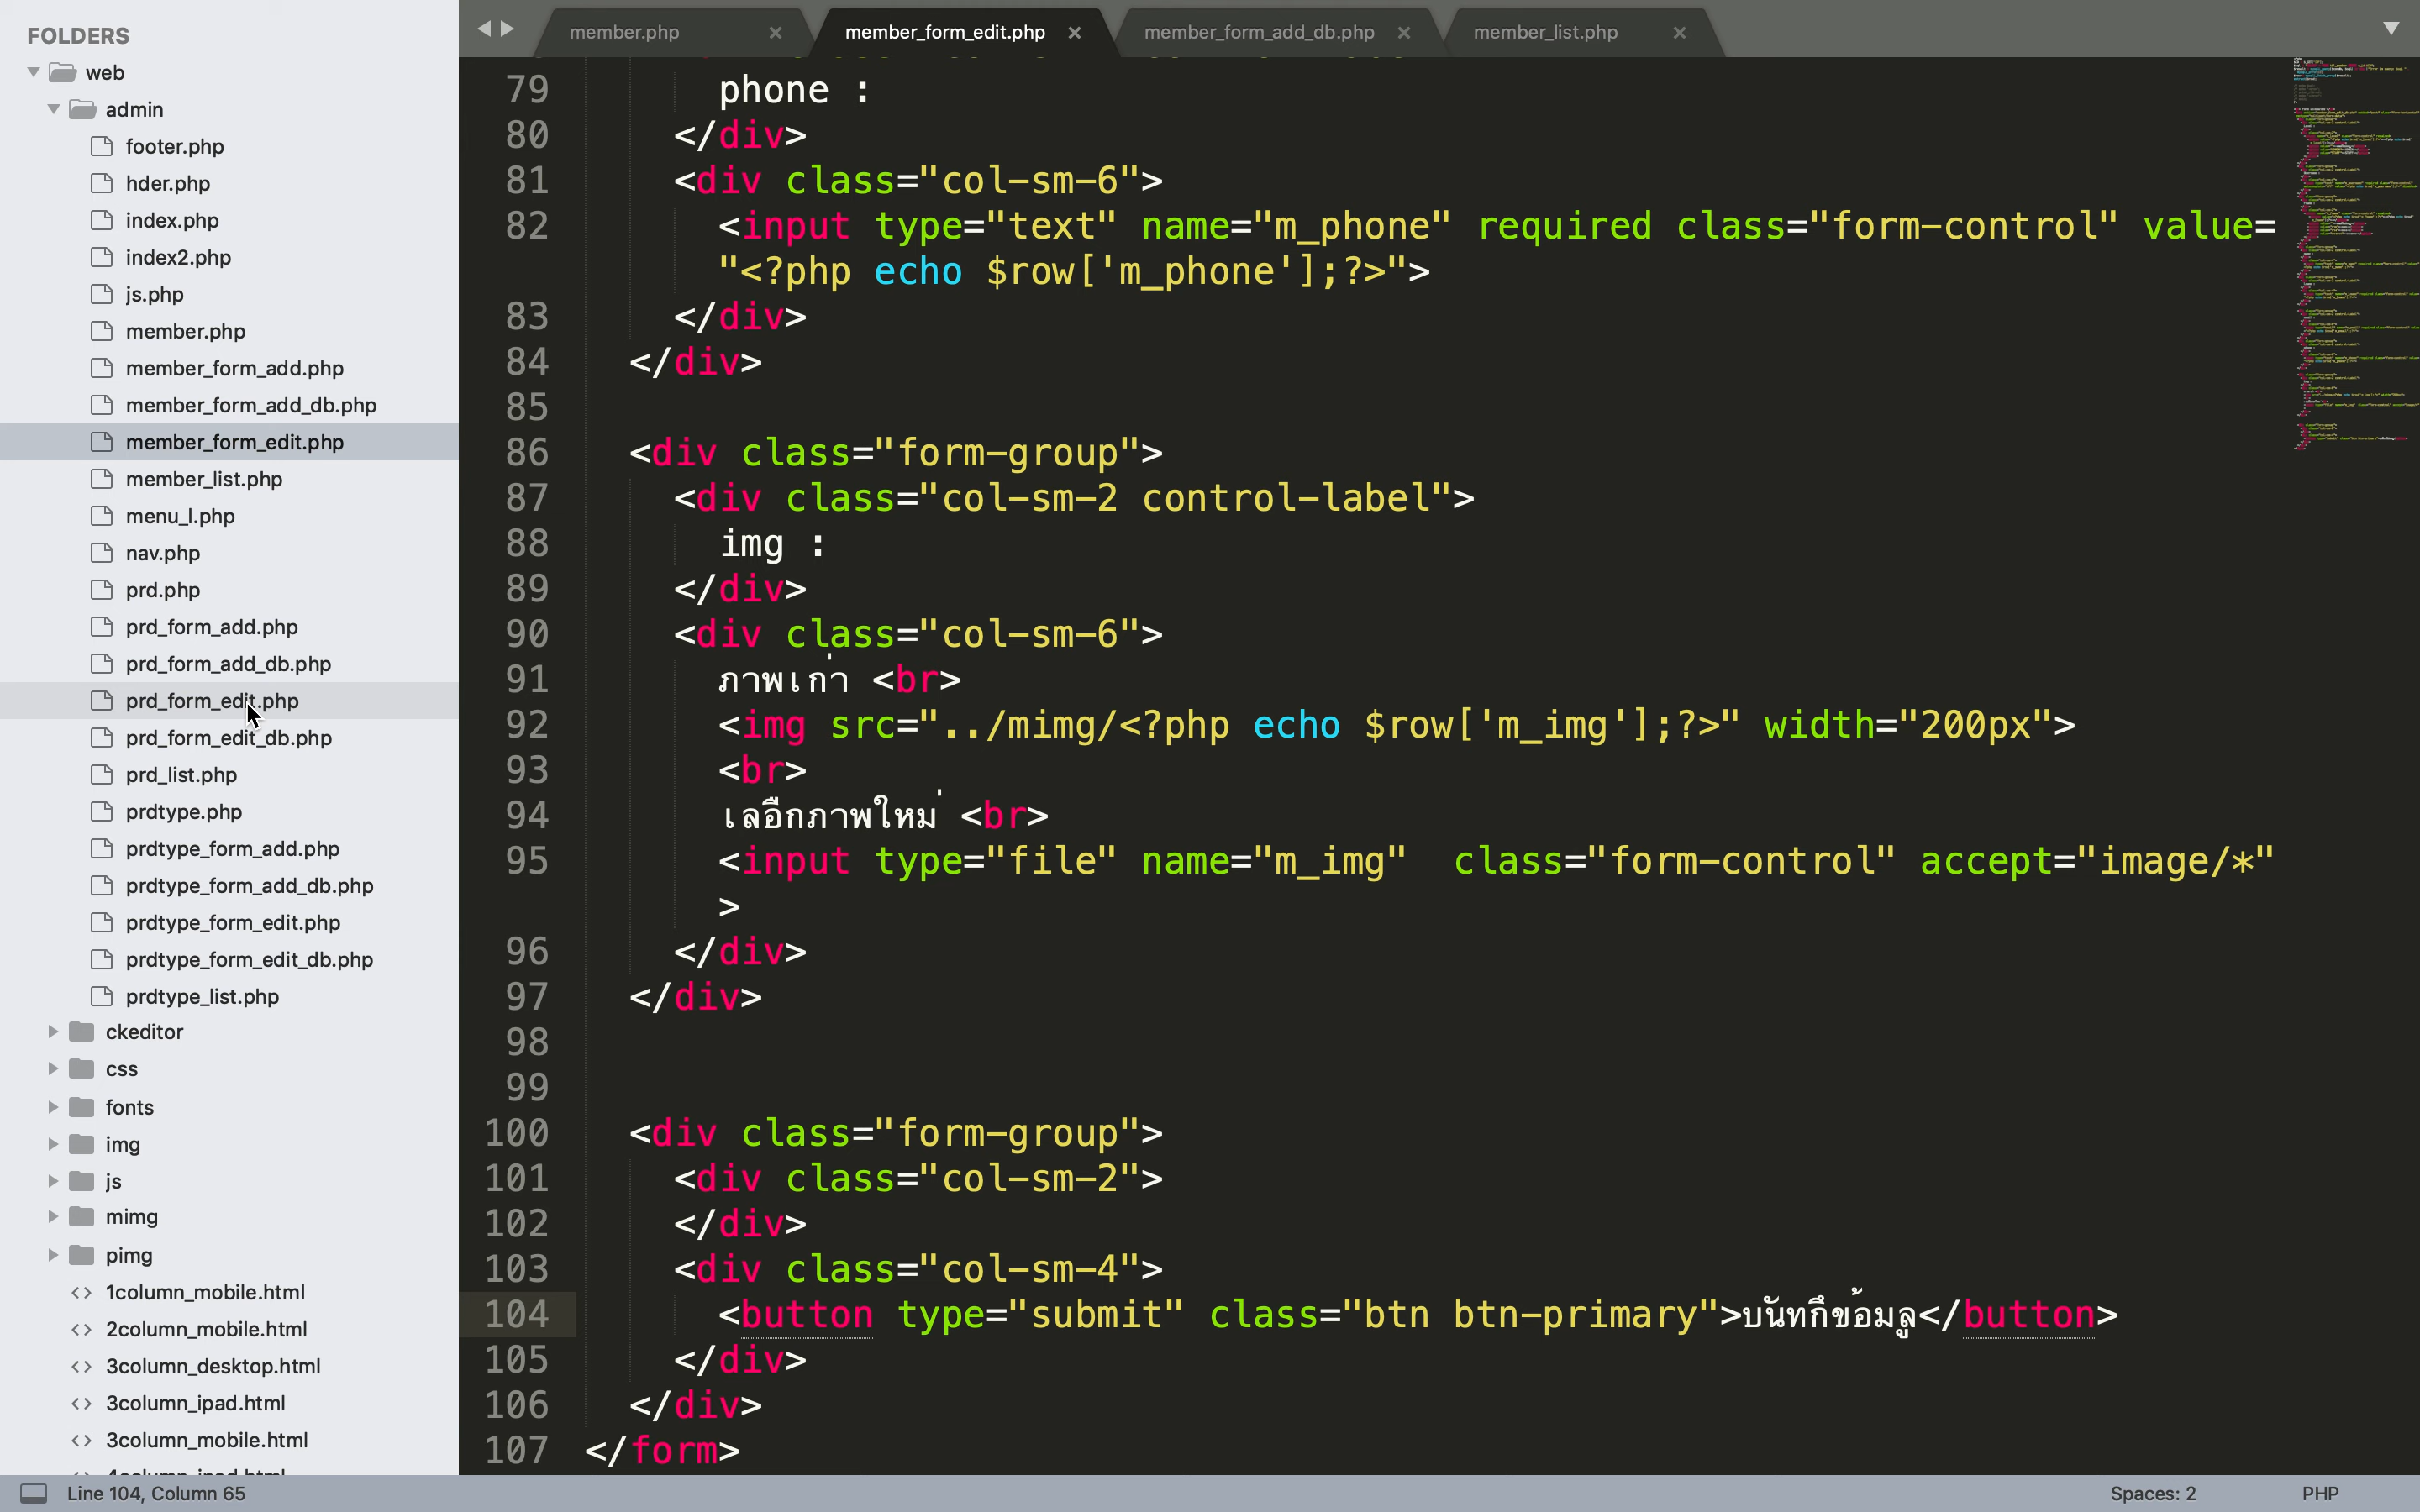 FOLDERS
web
admin
footer.php
hder.php
index.php
index2.php
js.php
member.php
member_form_add.php
member_form_add_db.php
member_form_edit.php
member_list.php
menu_l.php
nav.php
prd.php
prd_form_add.php
prd_form_add_db.php
prd_form_edit.php
prd_form_edit_db.php
prd_list.php
prdtype.php
prdtype_form_add.php
prdtype_form_add_db.php
prdtype_form_edit.php
prdtype_form_edit_db.php
prdtype_list.php
ckeditor
css
fonts
img
js
mimg
pimg
1column_mobile.html
2column_mobile.html
3column_desktop.html
3column_ipad.html
3column_mobile.html
member.php member_form_edit.php member_form_add_db.php member_list.php
79 phone :
80 </div>
81 <div class="col-sm-6">
82 <input type="text" name="m_phone" required class="form-control" value=
"<?php echo $row['m_phone'];?>">
83 </div>
84 </div>
85
86 <div class="form-group">
87 <div class="col-sm-2 control-label">
88 img :
89 </div>
90 <div class="col-sm-6">
91 ภาพเก่า <br>
92 <img src="../mimg/<?php echo $row['m_img'];?>" width="200px">
93 <br>
94 เลือกภาพใหม่ <br>
95 <input type="file" name="m_img"  class="form-control" accept="image/*"
>
96 </div>
97 </div>
98
99
100 <div class="form-group">
101 <div class="col-sm-2">
102 </div>
103 <div class="col-sm-4">
104 <button type="submit" class="btn btn-primary">บันทึกข้อมูล</button>
105 </div>
106 </div>
107 </form>
Line 104, Column 65
Spaces: 2
PHP